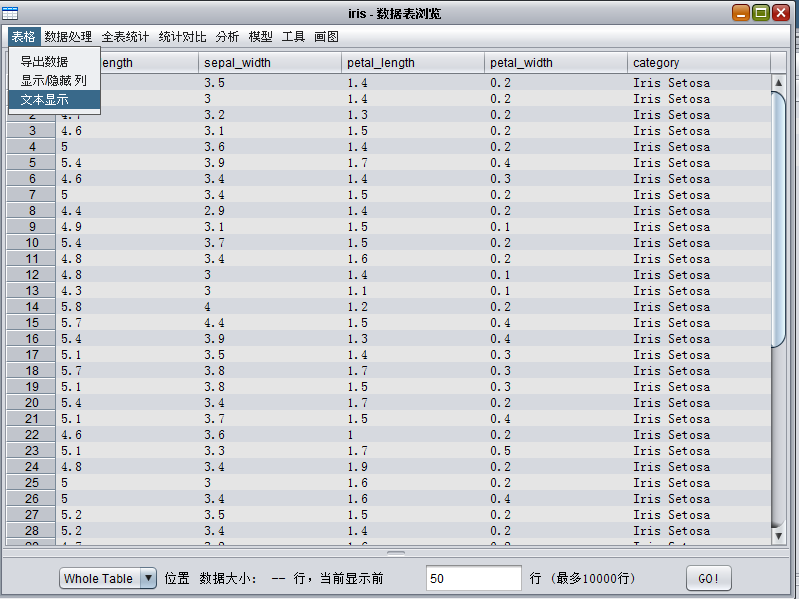 iris - 数据表浏览
表格 数据处理 全表统计 统计对比 分析 模型 工具 画图
导出数据
显示/隐藏 列
文本显示
ength sepal_width petal_length petal_width category
3.5 1.4 0.2 Iris Setosa
3 1.4 0.2 Iris Setosa
2 4.7 3.2 1.3 0.2 Iris Setosa
3 4.6 3.1 1.5 0.2 Iris Setosa
4 5 3.6 1.4 0.2 Iris Setosa
5 5.4 3.9 1.7 0.4 Iris Setosa
6 4.6 3.4 1.4 0.3 Iris Setosa
7 5 3.4 1.5 0.2 Iris Setosa
8 4.4 2.9 1.4 0.2 Iris Setosa
9 4.9 3.1 1.5 0.1 Iris Setosa
10 5.4 3.7 1.5 0.2 Iris Setosa
11 4.8 3.4 1.6 0.2 Iris Setosa
12 4.8 3 1.4 0.1 Iris Setosa
13 4.3 3 1.1 0.1 Iris Setosa
14 5.8 4 1.2 0.2 Iris Setosa
15 5.7 4.4 1.5 0.4 Iris Setosa
16 5.4 3.9 1.3 0.4 Iris Setosa
17 5.1 3.5 1.4 0.3 Iris Setosa
18 5.7 3.8 1.7 0.3 Iris Setosa
19 5.1 3.8 1.5 0.3 Iris Setosa
20 5.4 3.4 1.7 0.2 Iris Setosa
21 5.1 3.7 1.5 0.4 Iris Setosa
22 4.6 3.6 1 0.2 Iris Setosa
23 5.1 3.3 1.7 0.5 Iris Setosa
24 4.8 3.4 1.9 0.2 Iris Setosa
25 5 3 1.6 0.2 Iris Setosa
26 5 3.4 1.6 0.4 Iris Setosa
27 5.2 3.5 1.5 0.2 Iris Setosa
28 5.2 3.4 1.4 0.2 Iris Setosa
Whole Table 位置 数据大小： -- 行，当前显示前 50 行（最多10000行） GO!